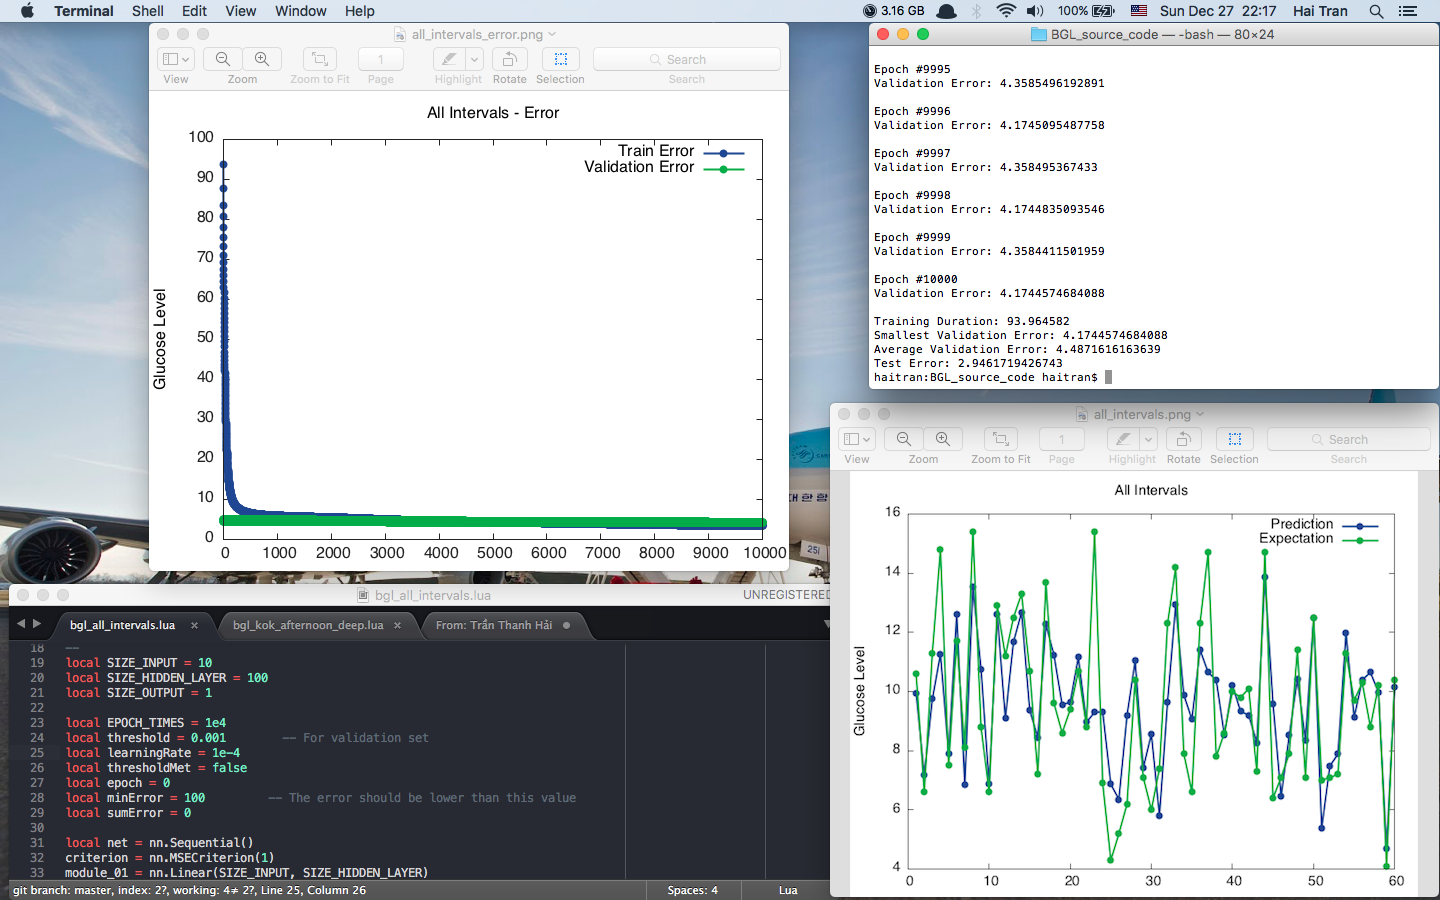 Terminal Shell Edit View Window Help 3.16 GB 100% Sun Dec 27 22:17 Hai Tran
all_intervals_error.png
1
Search
View Zoom Zoom to Fit Page Highlight Rotate Selection Search
All Intervals - Error
Train Error
Validation Error
Glucose Level
100
90
80
70
60
50
40
30
20
10
0
0 1000 2000 3000 4000 5000 6000 7000 8000 9000 10000
BGL_source_code — -bash — 80×24
Epoch #9995
Validation Error: 4.3585496192891
Epoch #9996
Validation Error: 4.1745095487758
Epoch #9997
Validation Error: 4.358495367433
Epoch #9998
Validation Error: 4.1744835093546
Epoch #9999
Validation Error: 4.3584411501959
Epoch #10000
Validation Error: 4.1744574684088
Training Duration: 93.964582
Smallest Validation Error: 4.1744574684088
Average Validation Error: 4.4871616163639
Test Error: 2.9461719426743
haitran:BGL_source_code haitran$
대한항
251
bgl_all_intervals.lua UNREGISTERED
bgl_all_intervals.lua × bgl_kok_afternoon_deep.lua × From: Trần Thanh Hải
18 --
19 local SIZE_INPUT = 10
20 local SIZE_HIDDEN_LAYER = 100
21 local SIZE_OUTPUT = 1
22
23 local EPOCH_TIMES = 1e4
24 local threshold = 0.001 -- For validation set
25 local learningRate = 1e-4
26 local thresholdMet = false
27 local epoch = 0
28 local minError = 100 -- The error should be lower than this value
29 local sumError = 0
30
31 local net = nn.Sequential()
32 criterion = nn.MSECriterion(1)
33 module_01 = nn.Linear(SIZE_INPUT, SIZE_HIDDEN_LAYER)
git branch: master, index: 2?, working: 4≠ 2?, Line 25, Column 26 Spaces: 4 Lua
all_intervals.png
1
Search
View Zoom Zoom to Fit Page Highlight Rotate Selection Search
All Intervals
Prediction
Expectation
Glucose Level
16
14
12
10
8
6
4
0 10 20 30 40 50 60